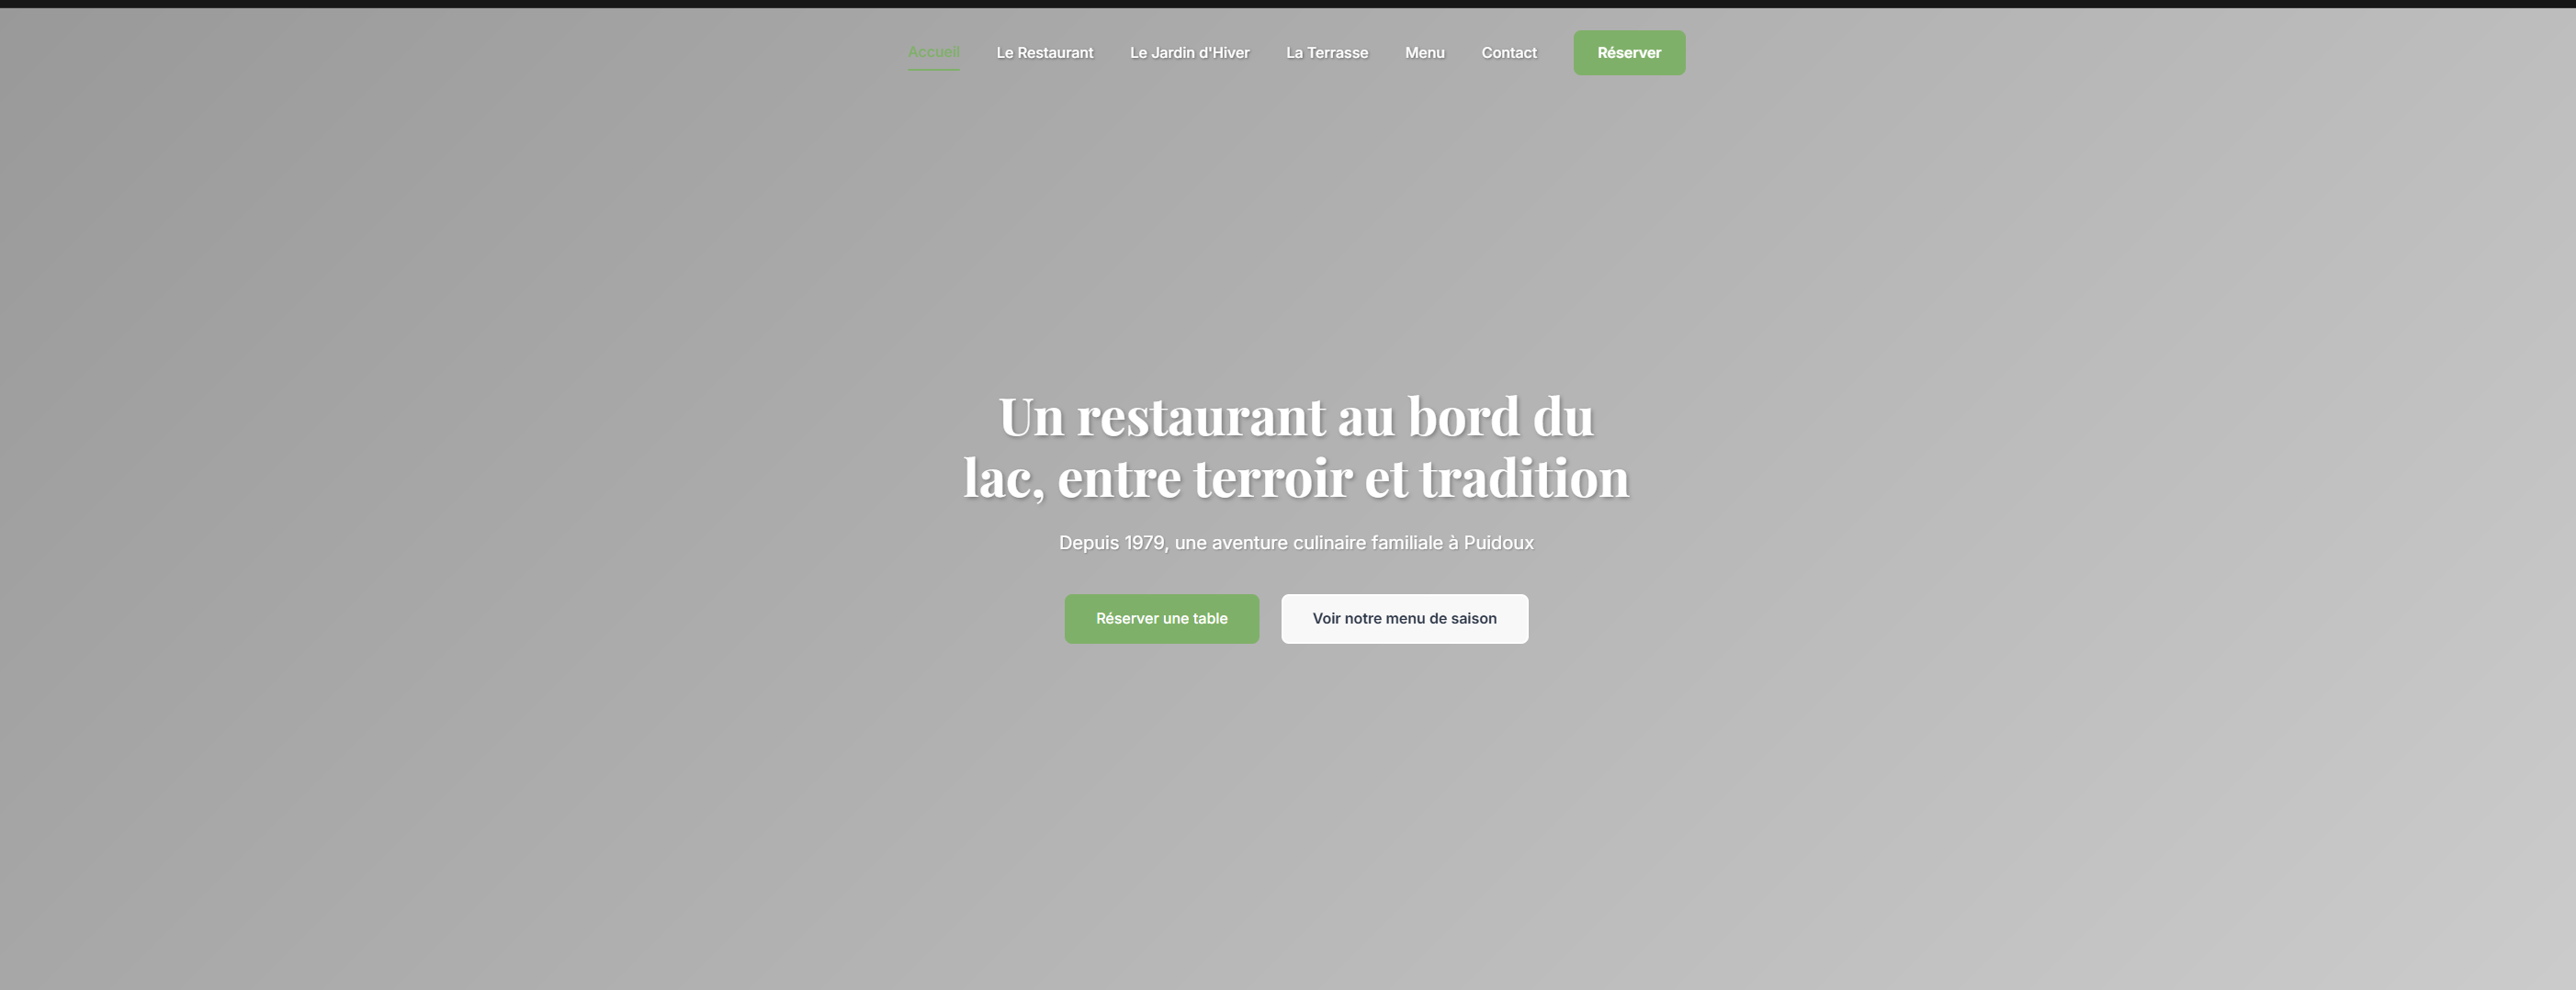 Accueil Le Restaurant Le Jardin d'Hiver La Terrasse Menu Contact Réserver
Un restaurant au bord du
lac, entre terroir et tradition
Depuis 1979, une aventure culinaire familiale à Puidoux
Réserver une table Voir notre menu de saison